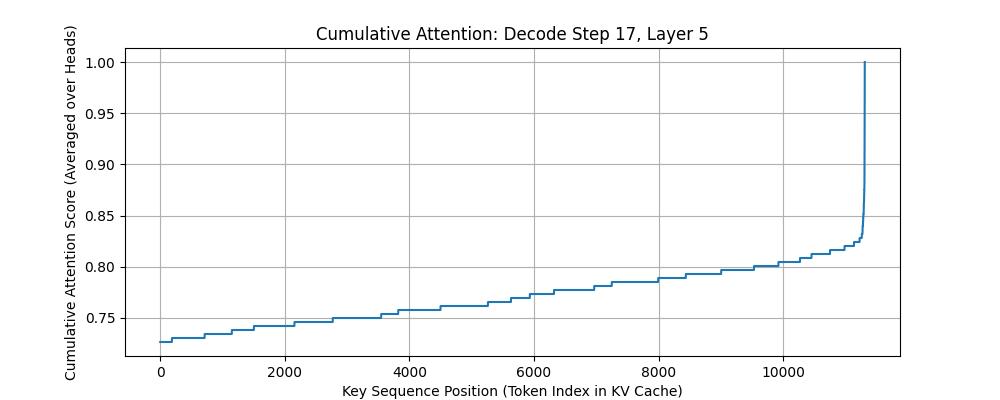 Cumulative Attention: Decode Step 17, Layer 5
Cumulative Attention Score (Averaged over Heads)
1.00
0.95
0.90
0.85
0.80
0.75
0 2000 4000 6000 8000 10000
Key Sequence Position (Token Index in KV Cache)